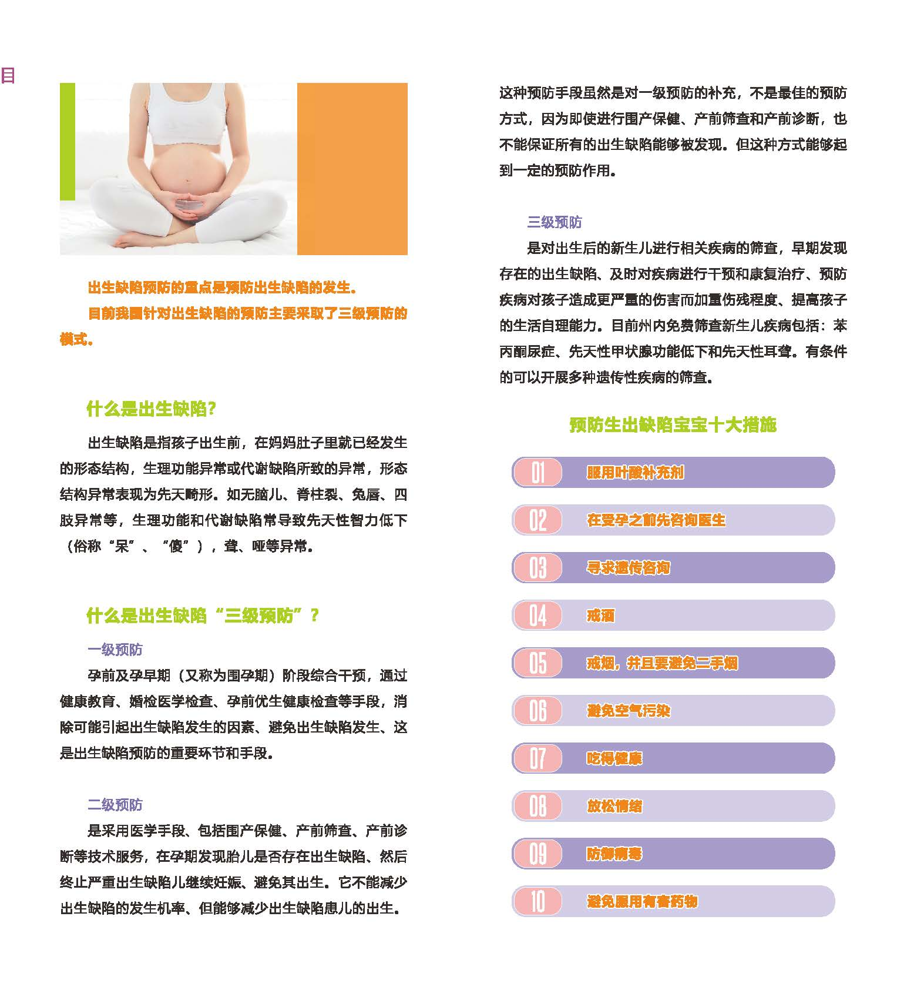 目
出生缺陷预防的重点是预防出生缺陷的发生。
目前我国针对出生缺陷的预防主要采取了三级预防的
模式。
什么是出生缺陷？
出生缺陷是指孩子出生前，在妈妈肚子里就已经发生
的形态结构，生理功能异常或代谢缺陷所致的异常，形态
结构异常表现为先天畸形。如无脑儿、脊柱裂、兔唇、四
肢异常等，生理功能和代谢缺陷常导致先天性智力低下
（俗称“呆”、“傻”），聋、哑等异常。
什么是出生缺陷“三级预防”？
一级预防
孕前及孕早期（又称为围孕期）阶段综合干预，通过
健康教育、婚检医学检查、孕前优生健康检查等手段，消
除可能引起出生缺陷发生的因素、避免出生缺陷发生、这
是出生缺陷预防的重要环节和手段。
二级预防
是采用医学手段、包括围产保健、产前筛查、产前诊
断等技术服务，在孕期发现胎儿是否存在出生缺陷、然后
终止严重出生缺陷儿继续妊娠、避免其出生。它不能减少
出生缺陷的发生机率、但能够减少出生缺陷患儿的出生。
这种预防手段虽然是对一级预防的补充，不是最佳的预防
方式，因为即使进行围产保健、产前筛查和产前诊断，也
不能保证所有的出生缺陷能够被发现。但这种方式能够起
到一定的预防作用。
三级预防
是对出生后的新生儿进行相关疾病的筛查，早期发现
存在的出生缺陷、及时对疾病进行干预和康复治疗、预防
疾病对孩子造成更严重的伤害而加重伤残程度、提高孩子
的生活自理能力。目前州内免费筛查新生儿疾病包括：苯
丙酮尿症、先天性甲状腺功能低下和先天性耳聋。有条件
的可以开展多种遗传性疾病的筛查。
预防生出缺陷宝宝十大措施
01 服用叶酸补充剂
02 在受孕之前先咨询医生
03 寻求遗传咨询
04 戒酒
05 戒烟，并且要避免二手烟
06 避免空气污染
07 吃得健康
08 放松情绪
09 防御病毒
10 避免服用有害药物